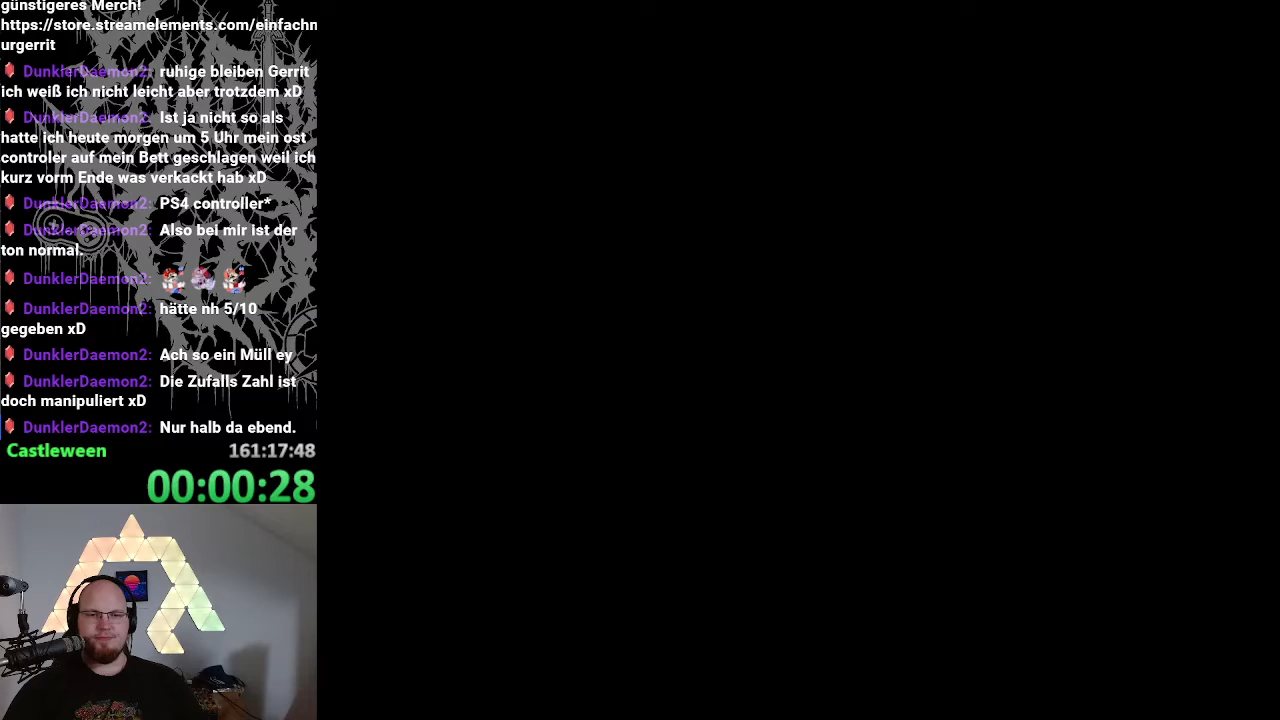 günstigeres Merch!
https://store.streamelements.com/einfachn
urgerrit
DunklerDaemon2: ruhige bleiben Gerrit
ich weiß ich nicht leicht aber trotzdem xD
DunklerDaemon2: Ist ja nicht so als
hatte ich heute morgen um 5 Uhr mein ost
controler auf mein Bett geschlagen weil ich
kurz vorm Ende was verkackt hab xD
DunklerDaemon2: PS4 controller*
DunklerDaemon2: Also bei mir ist der
ton normal.
DunklerDaemon2:
DunklerDaemon2: hätte nh 5/10
gegeben xD
DunklerDaemon2: Ach so ein Müll ey
DunklerDaemon2: Die Zufalls Zahl ist
doch manipuliert xD
DunklerDaemon2: Nur halb da ebend.
Castleween 161:17:48
00:00:28